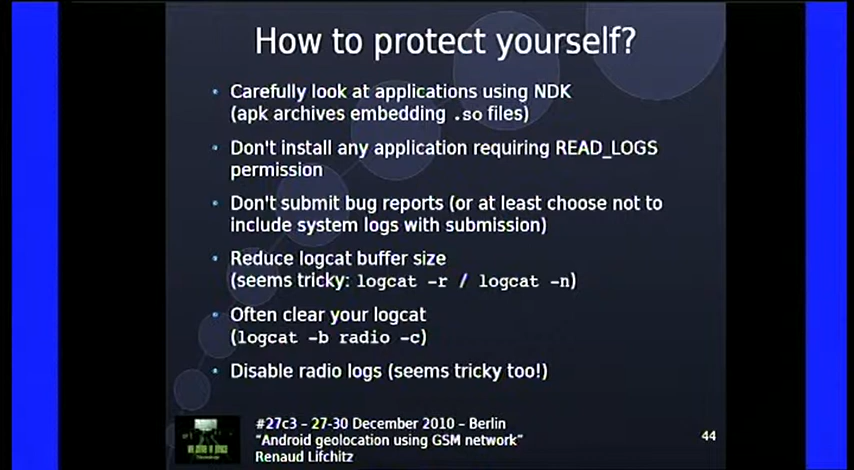 How to protect yourself?
Carefully look at applications using NDK
(apk archives embedding .so files)
Don't install any application requiring READ_LOGS
permission
Don't submit bug reports (or at least choose not to
include system logs with submission)
Reduce logcat buffer size
(seems tricky: logcat -r / logcat -n)
Often clear your logcat
(logcat -b radio -c)
Disable radio logs (seems tricky too!)
#27c3 – 27-30 December 2010 – Berlin
"Android geolocation using GSM network"
Renaud Lifchitz
44